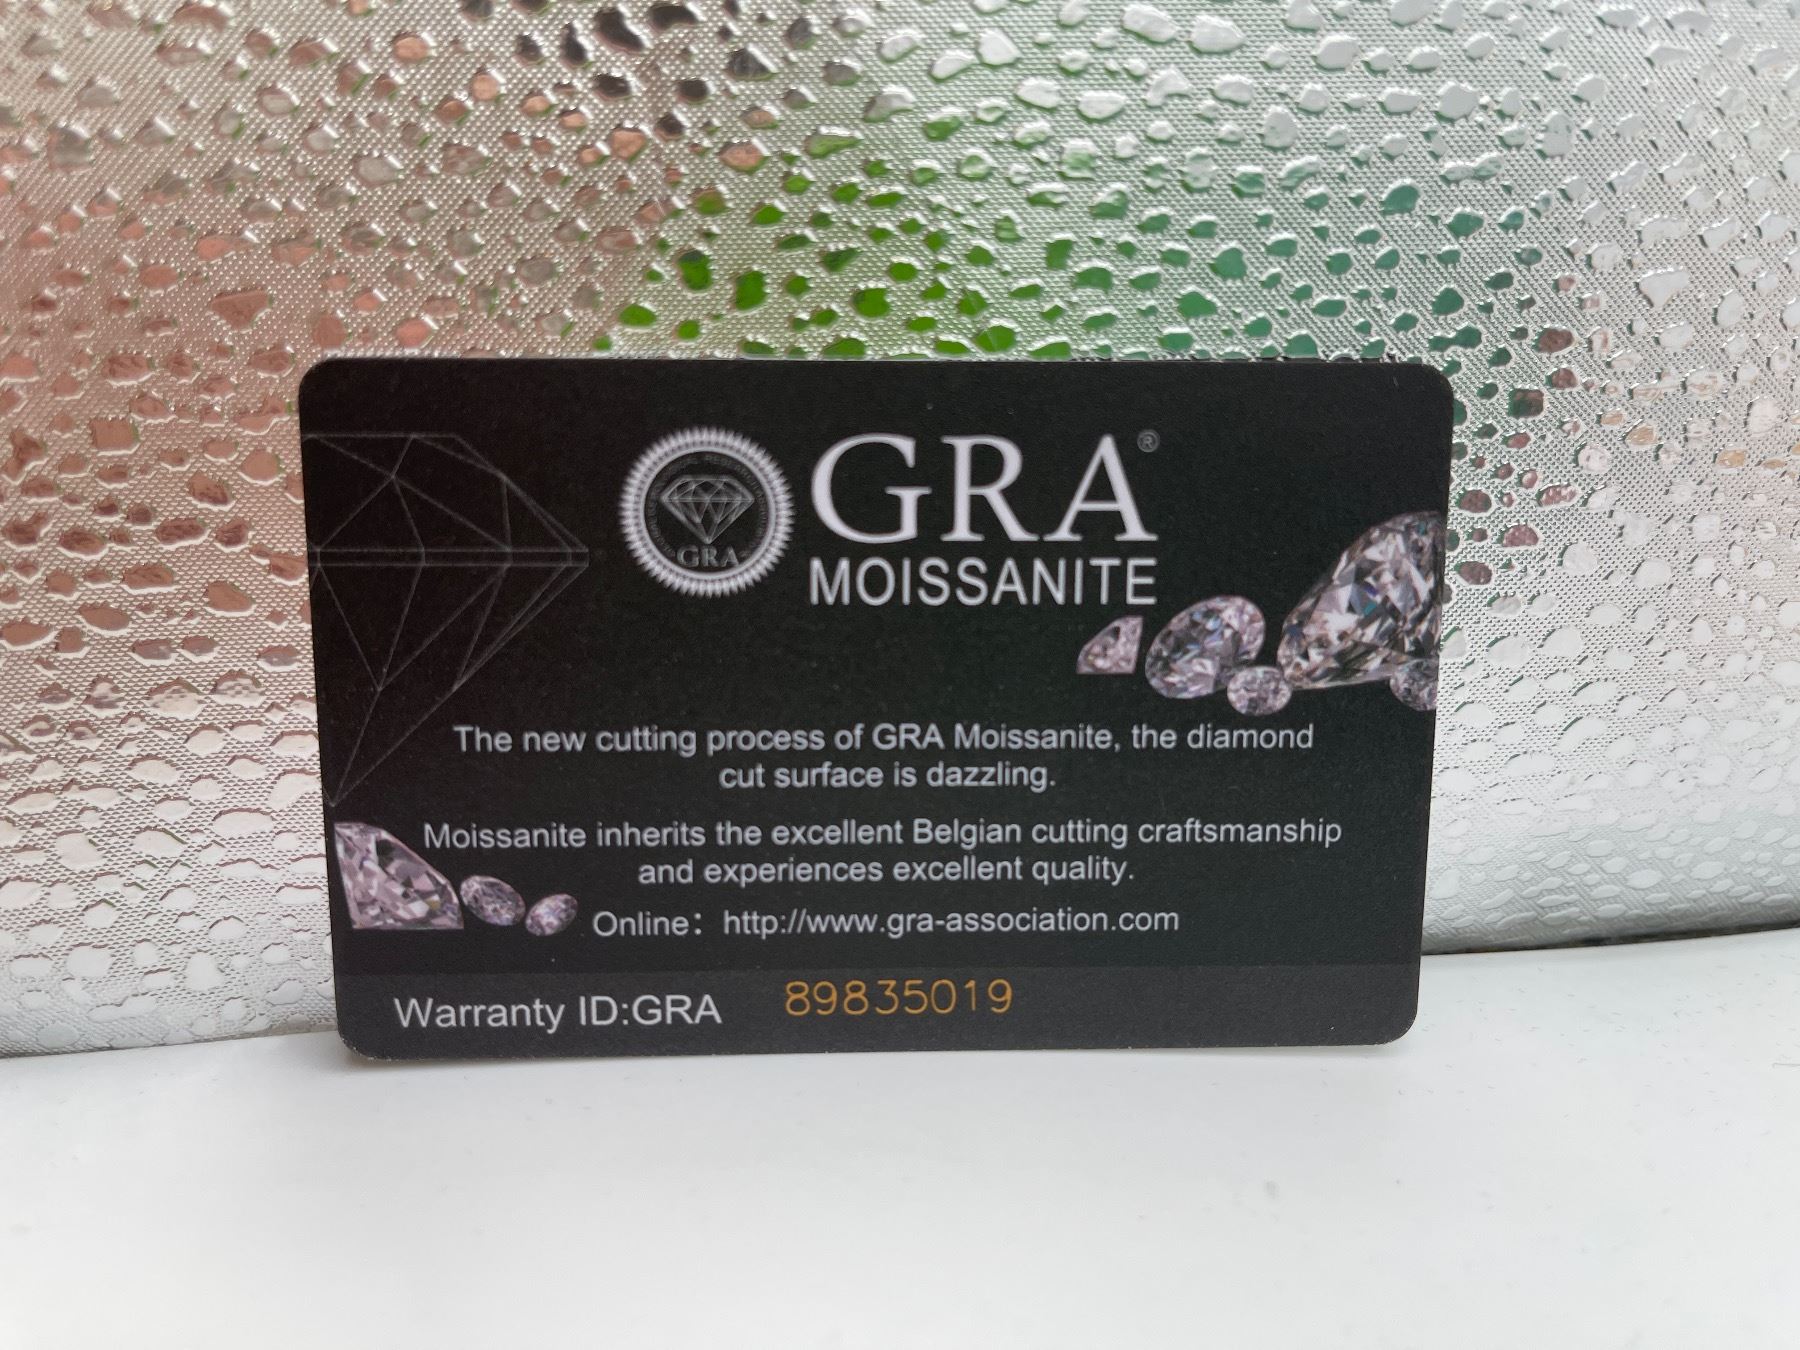 GRA®
MOISSANITE
GRA
The new cutting process of GRA Moissanite, the diamond
cut surface is dazzling.
Moissanite inherits the excellent Belgian cutting craftsmanship
and experiences excellent quality.
Online: http://www.gra-association.com
Warranty ID:GRA 89835019